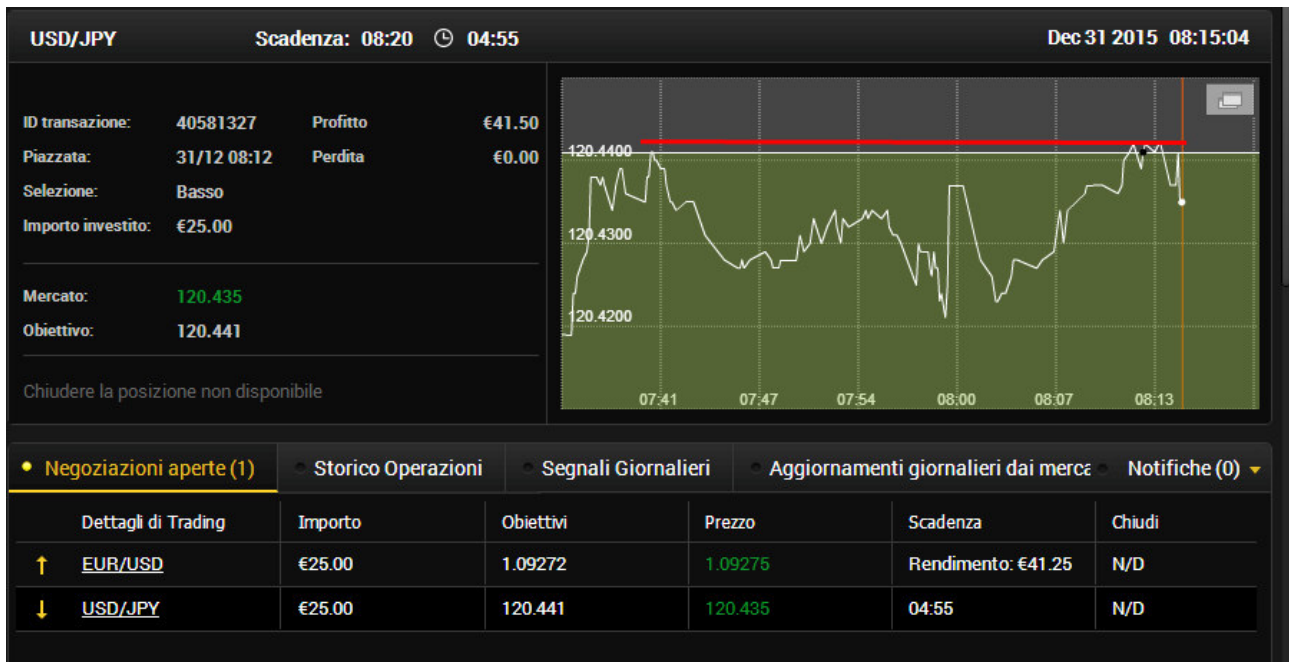 USD/JPY Scadenza: 08:20 04:55 Dec 31 2015 08:15:04
ID transazione: 40581327 Profitto €41.50
Piazzata: 31/12 08:12 Perdita €0.00
Selezione: Basso
Importo investito: €25.00
Mercato: 120.435
Obiettivo: 120.441
Chiudere la posizione non disponibile
120.4400
120.4300
120.4200
07:41 07:47 07:54 08:00 08:07 08:13
Negoziazioni aperte (1) Storico Operazioni Segnali Giornalieri Aggiornamenti giornalieri dai merca Notifiche (0)
Dettagli di Trading Importo Obiettivi Prezzo Scadenza Chiudi
↑ EUR/USD €25.00 1.09272 1.09275 Rendimento: €41.25 N/D
↓ USD/JPY €25.00 120.441 120.435 04:55 N/D